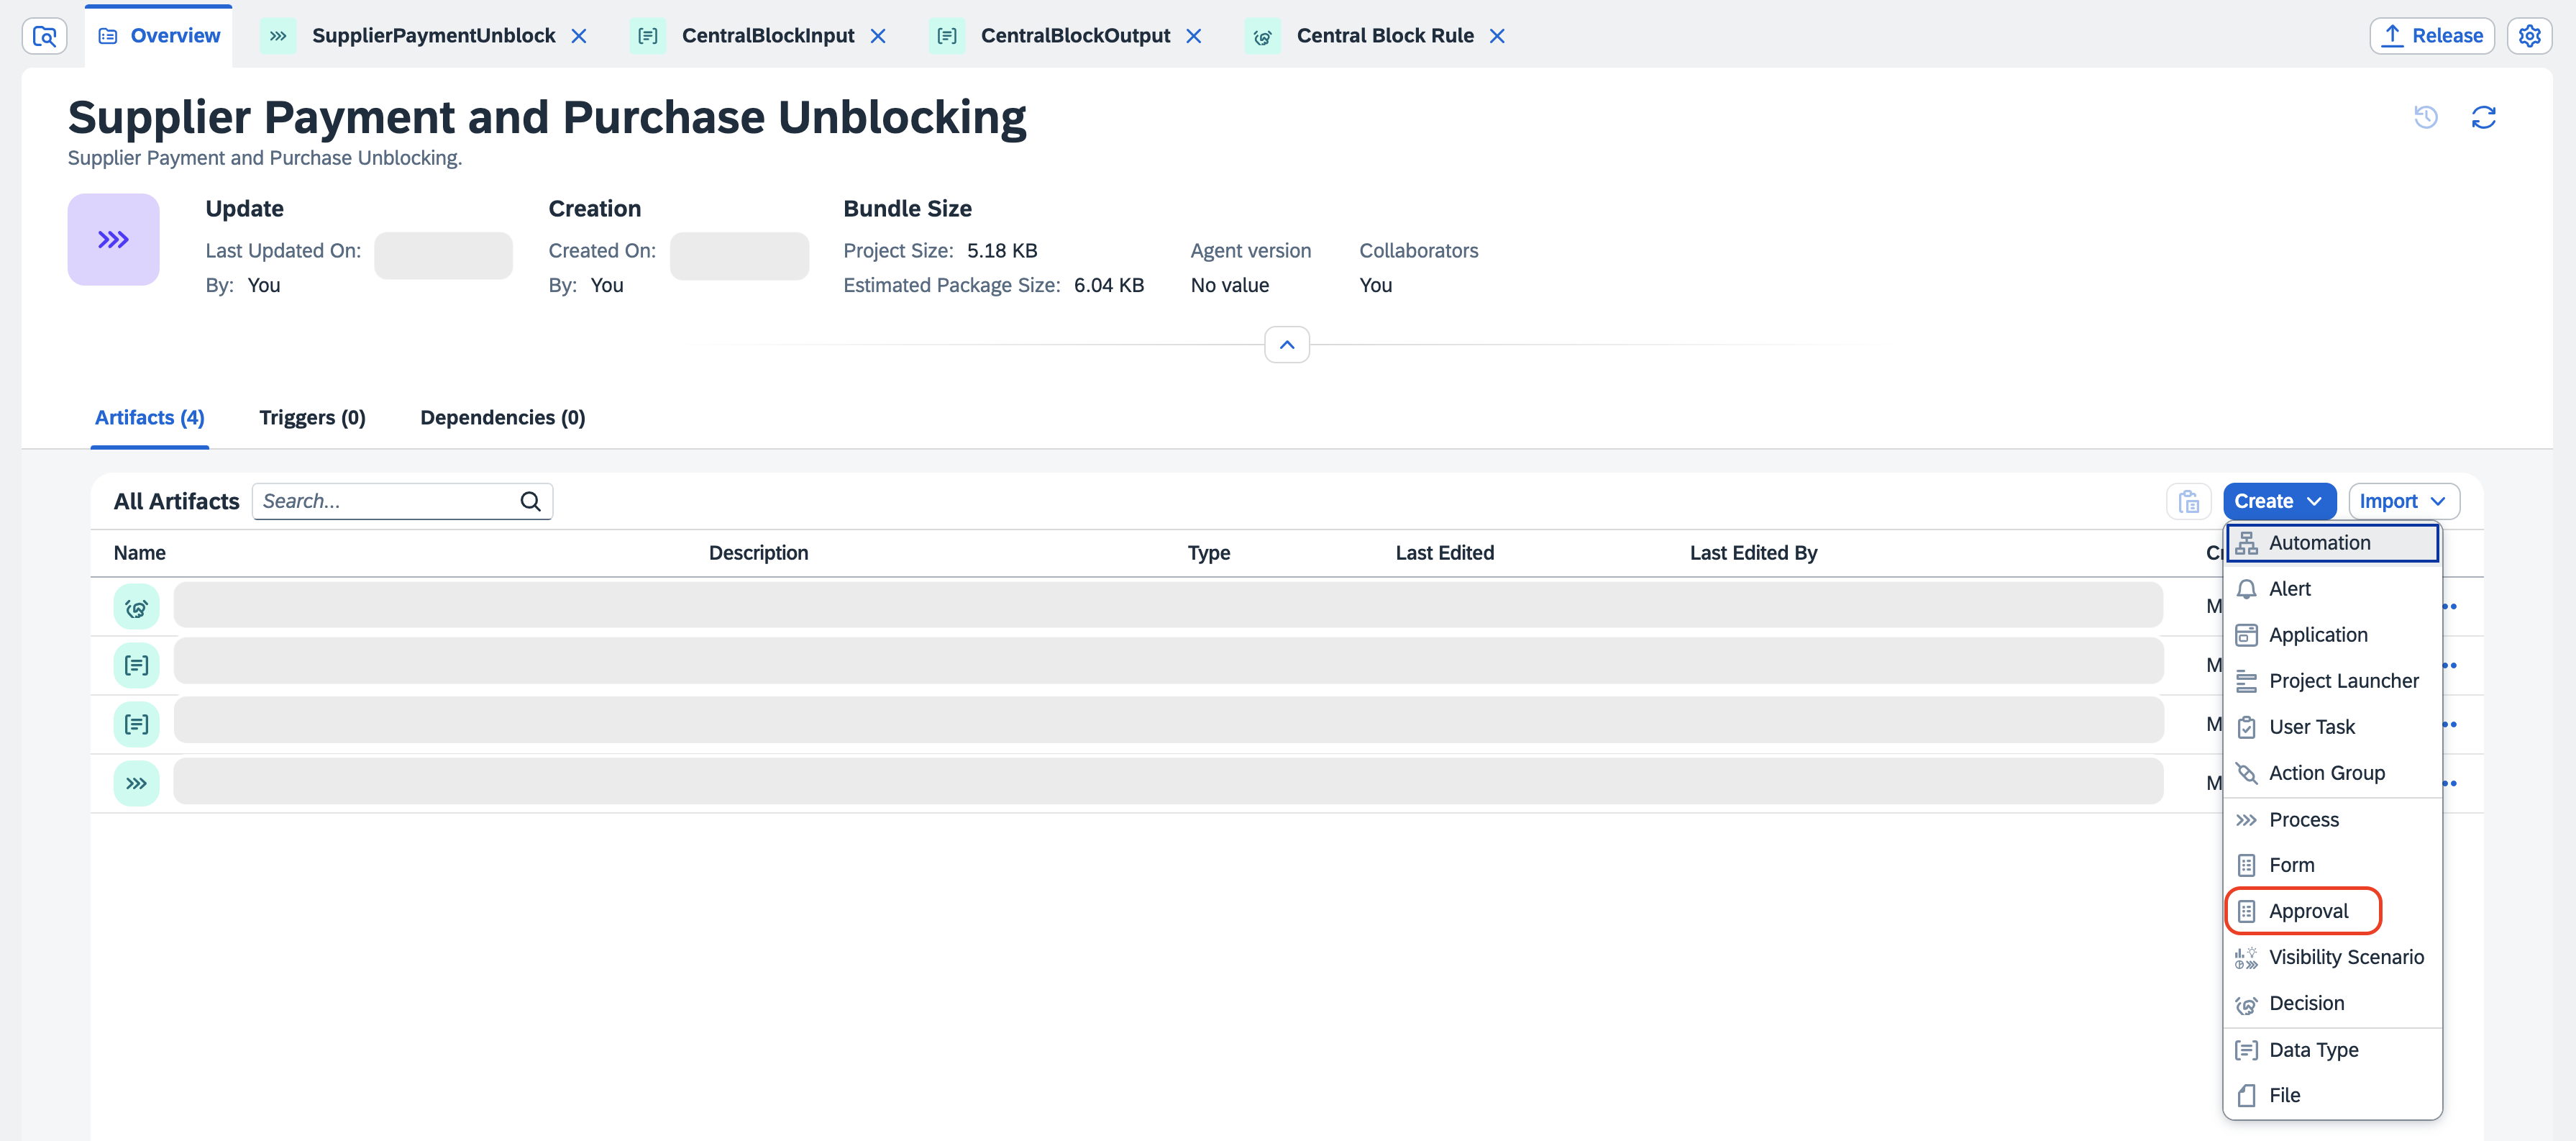 Overview SupplierPaymentUnblock CentralBlockInput CentralBlockOutput Central Block Rule Release
Supplier Payment and Purchase Unblocking
Supplier Payment and Purchase Unblocking.
Update Creation Bundle Size
Last Updated On: Created On: Project Size: 5.18 KB Agent version Collaborators
By: You By: You Estimated Package Size: 6.04 KB No value You
Artifacts (4) Triggers (0) Dependencies (0)
All Artifacts Search... Create Import
Name Description Type Last Edited Last Edited By
Automation
Alert
Application
Project Launcher
User Task
Action Group
Process
Form
Approval
Visibility Scenario
Decision
Data Type
File